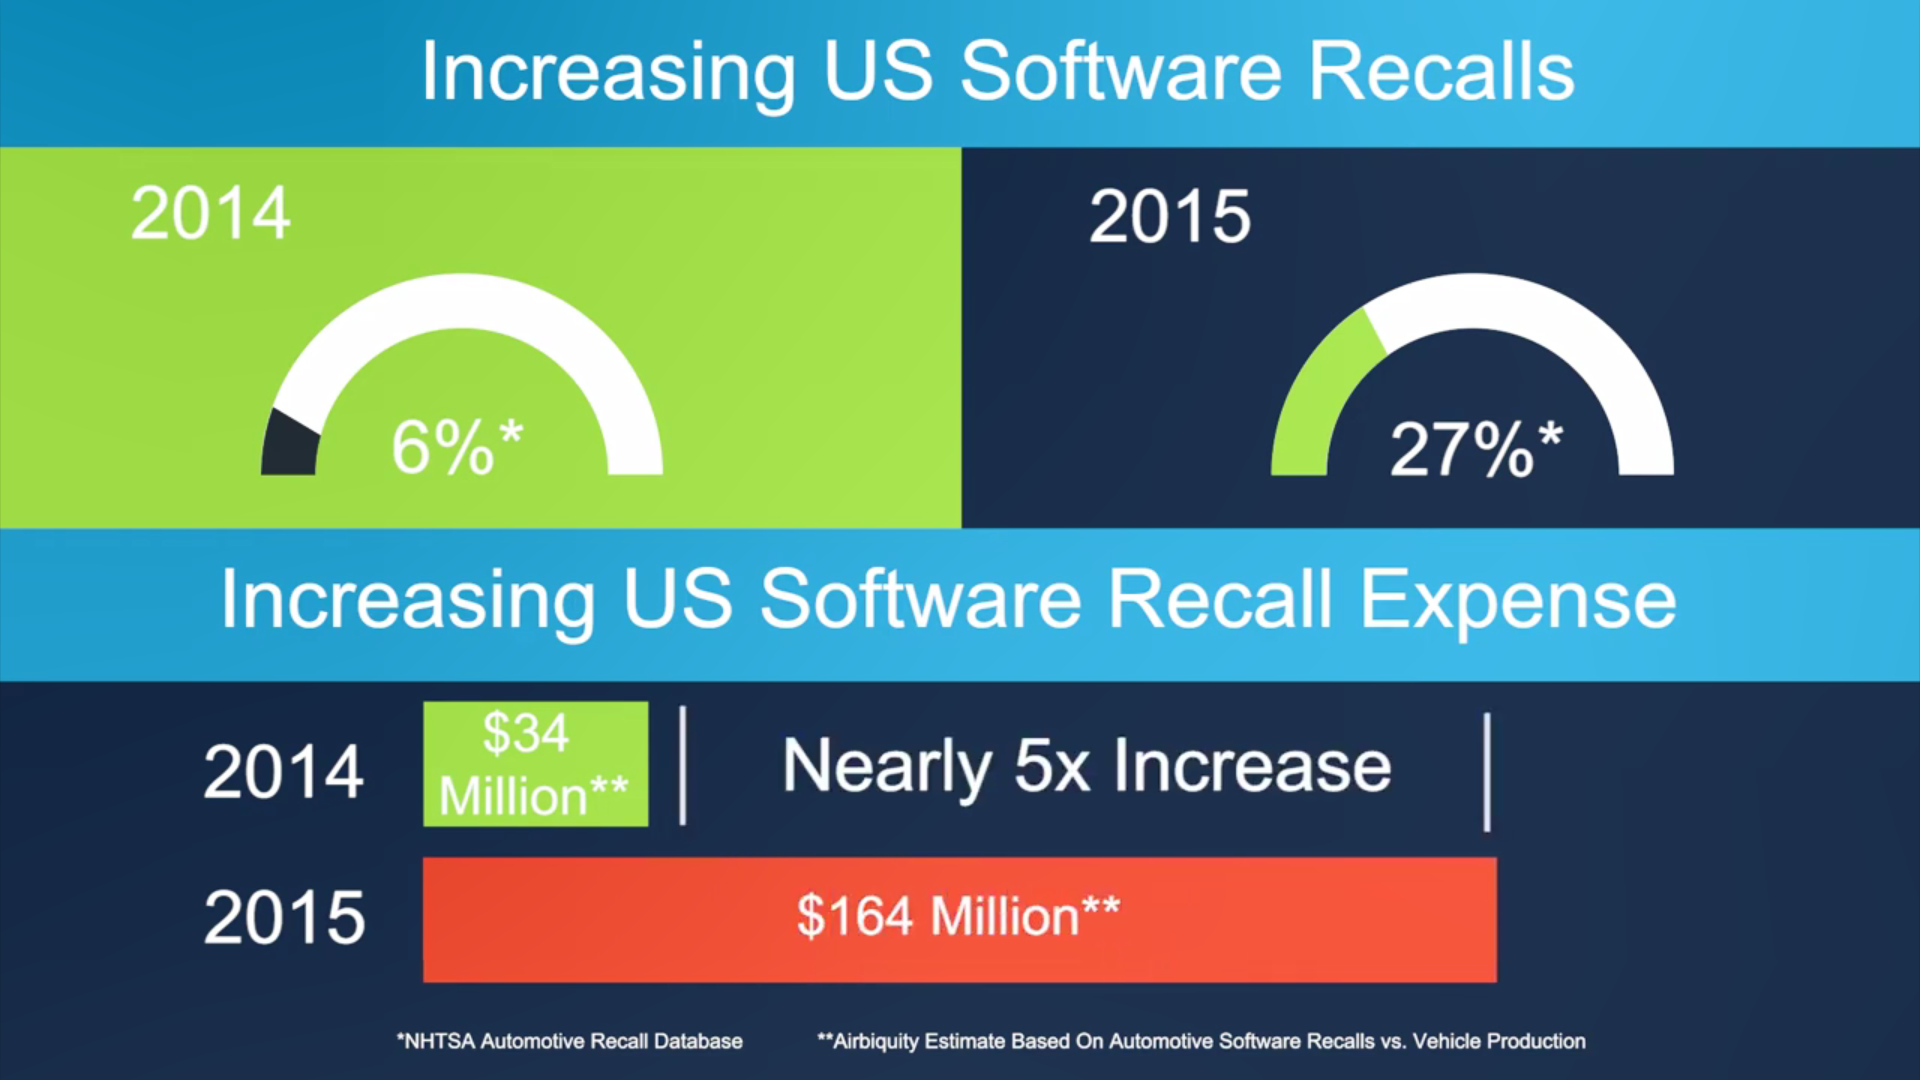 Increasing US Software Recalls
2014
2015
6%*
27%*
Increasing US Software Recall Expense
2014
$34
Million**
Nearly 5x Increase
2015
$164 Million**
*NHTSA Automotive Recall Database
**Airbiquity Estimate Based On Automotive Software Recalls vs. Vehicle Production